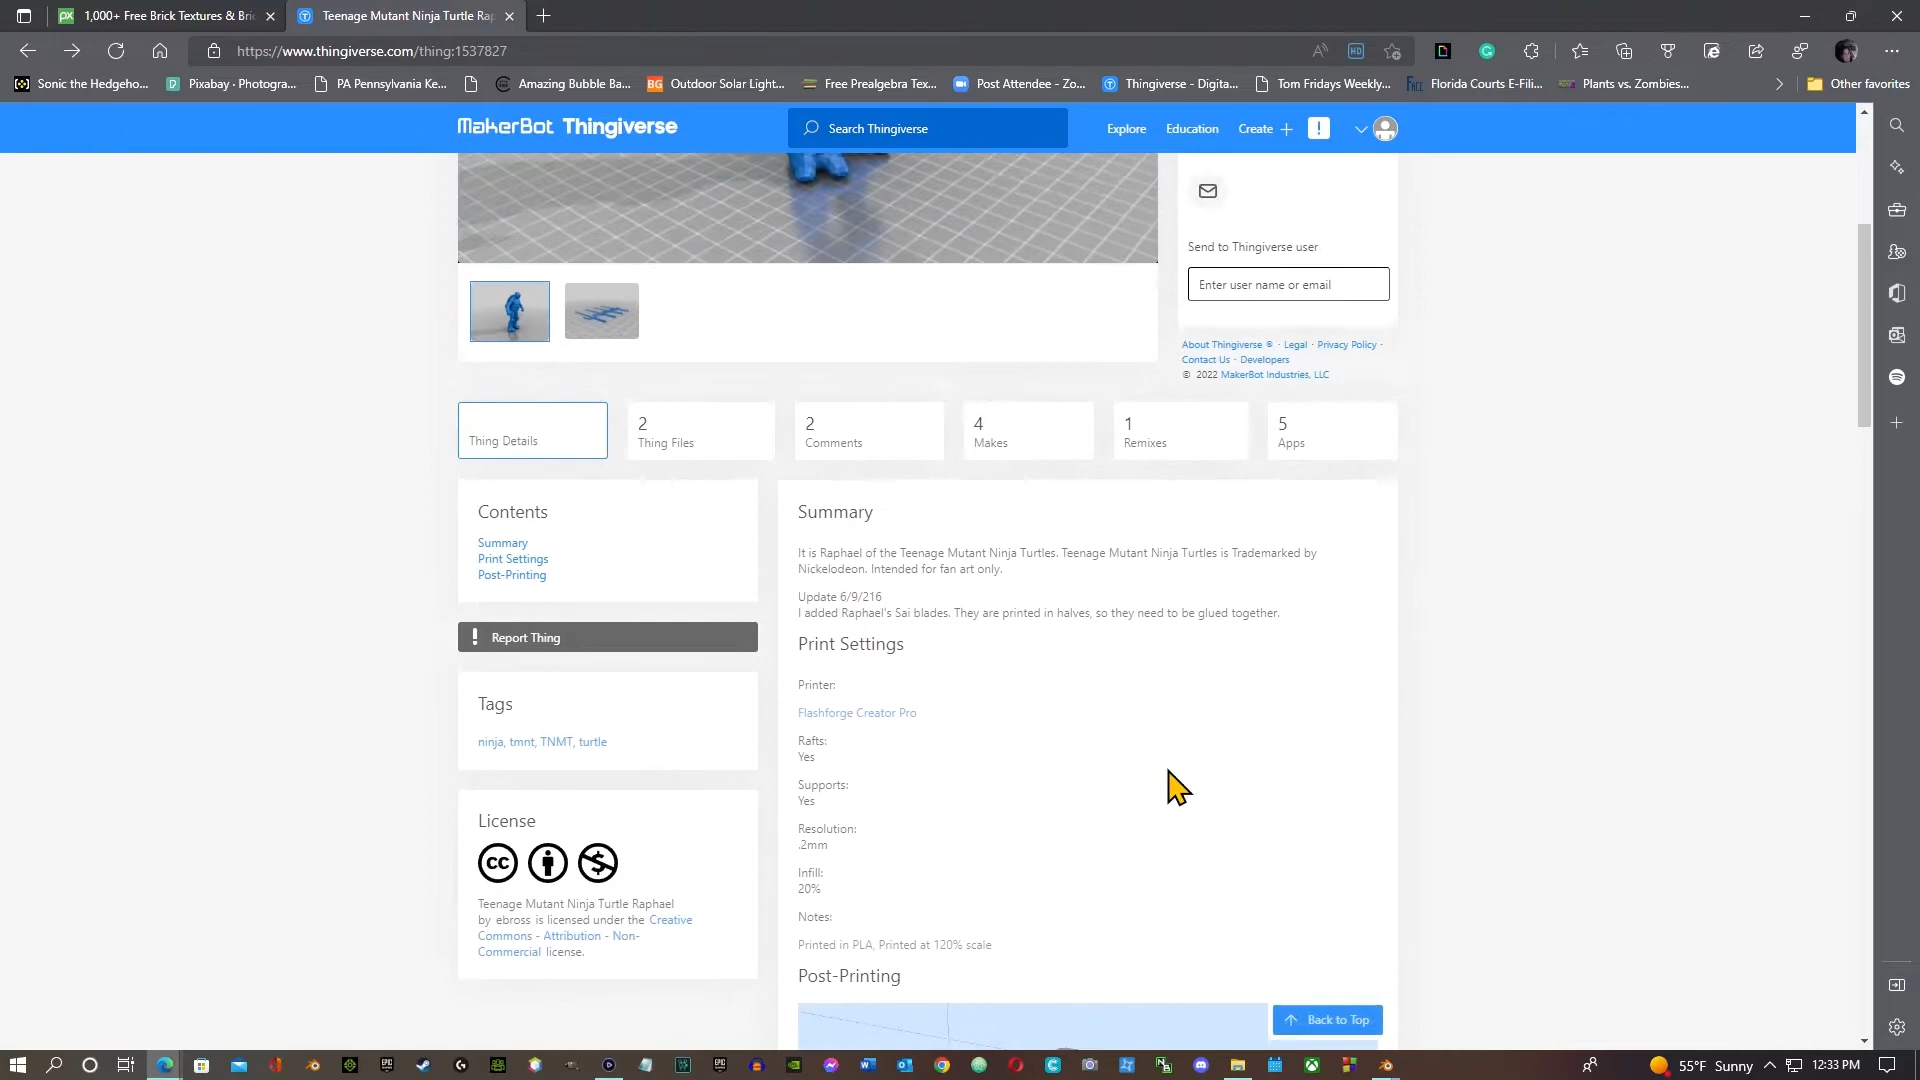 1,000+ Free Brick Textures & Bri
Teenage Mutant Ninja Turtle Rap
https://www.thingiverse.com/thing:1537827
HD
Sonic the Hedgeho...
Pixabay · Photogra...
PA Pennsylvania Ke...
Amazing Bubble Ba...
BG
Outdoor Solar Light...
Free Prealgebra Tex...
Post Attendee - Zo...
Thingiverse - Digita...
Tom Fridays Weekly...
Florida Courts E-Fili...
Plants vs. Zombies...
Other favorites
MakerBot Thingiverse
Search Thingiverse
Explore
Education
Create +
Send to Thingiverse user
Enter user name or email
About Thingiverse ® · Legal · Privacy Policy ·
Contact Us · Developers
© 2022 MakerBot Industries, LLC
Thing Details
2
Thing Files
2
Comments
4
Makes
1
Remixes
5
Apps
Contents
Summary
Print Settings
Post-Printing
Report Thing
Tags
ninja, tmnt, TNMT, turtle
License
cc
Teenage Mutant Ninja Turtle Raphael
by ebross is licensed under the Creative
Commons - Attribution - Non-
Commercial license.
Summary
It is Raphael of the Teenage Mutant Ninja Turtles. Teenage Mutant Ninja Turtles is Trademarked by
Nickelodeon. Intended for fan art only.
Update 6/9/216
I added Raphael's Sai blades. They are printed in halves, so they need to be glued together.
Print Settings
Printer:
Flashforge Creator Pro
Rafts:
Yes
Supports:
Yes
Resolution:
.2mm
Infill:
20%
Notes:
Printed in PLA, Printed at 120% scale
Post-Printing
Back to Top
55°F Sunny
12:33 PM